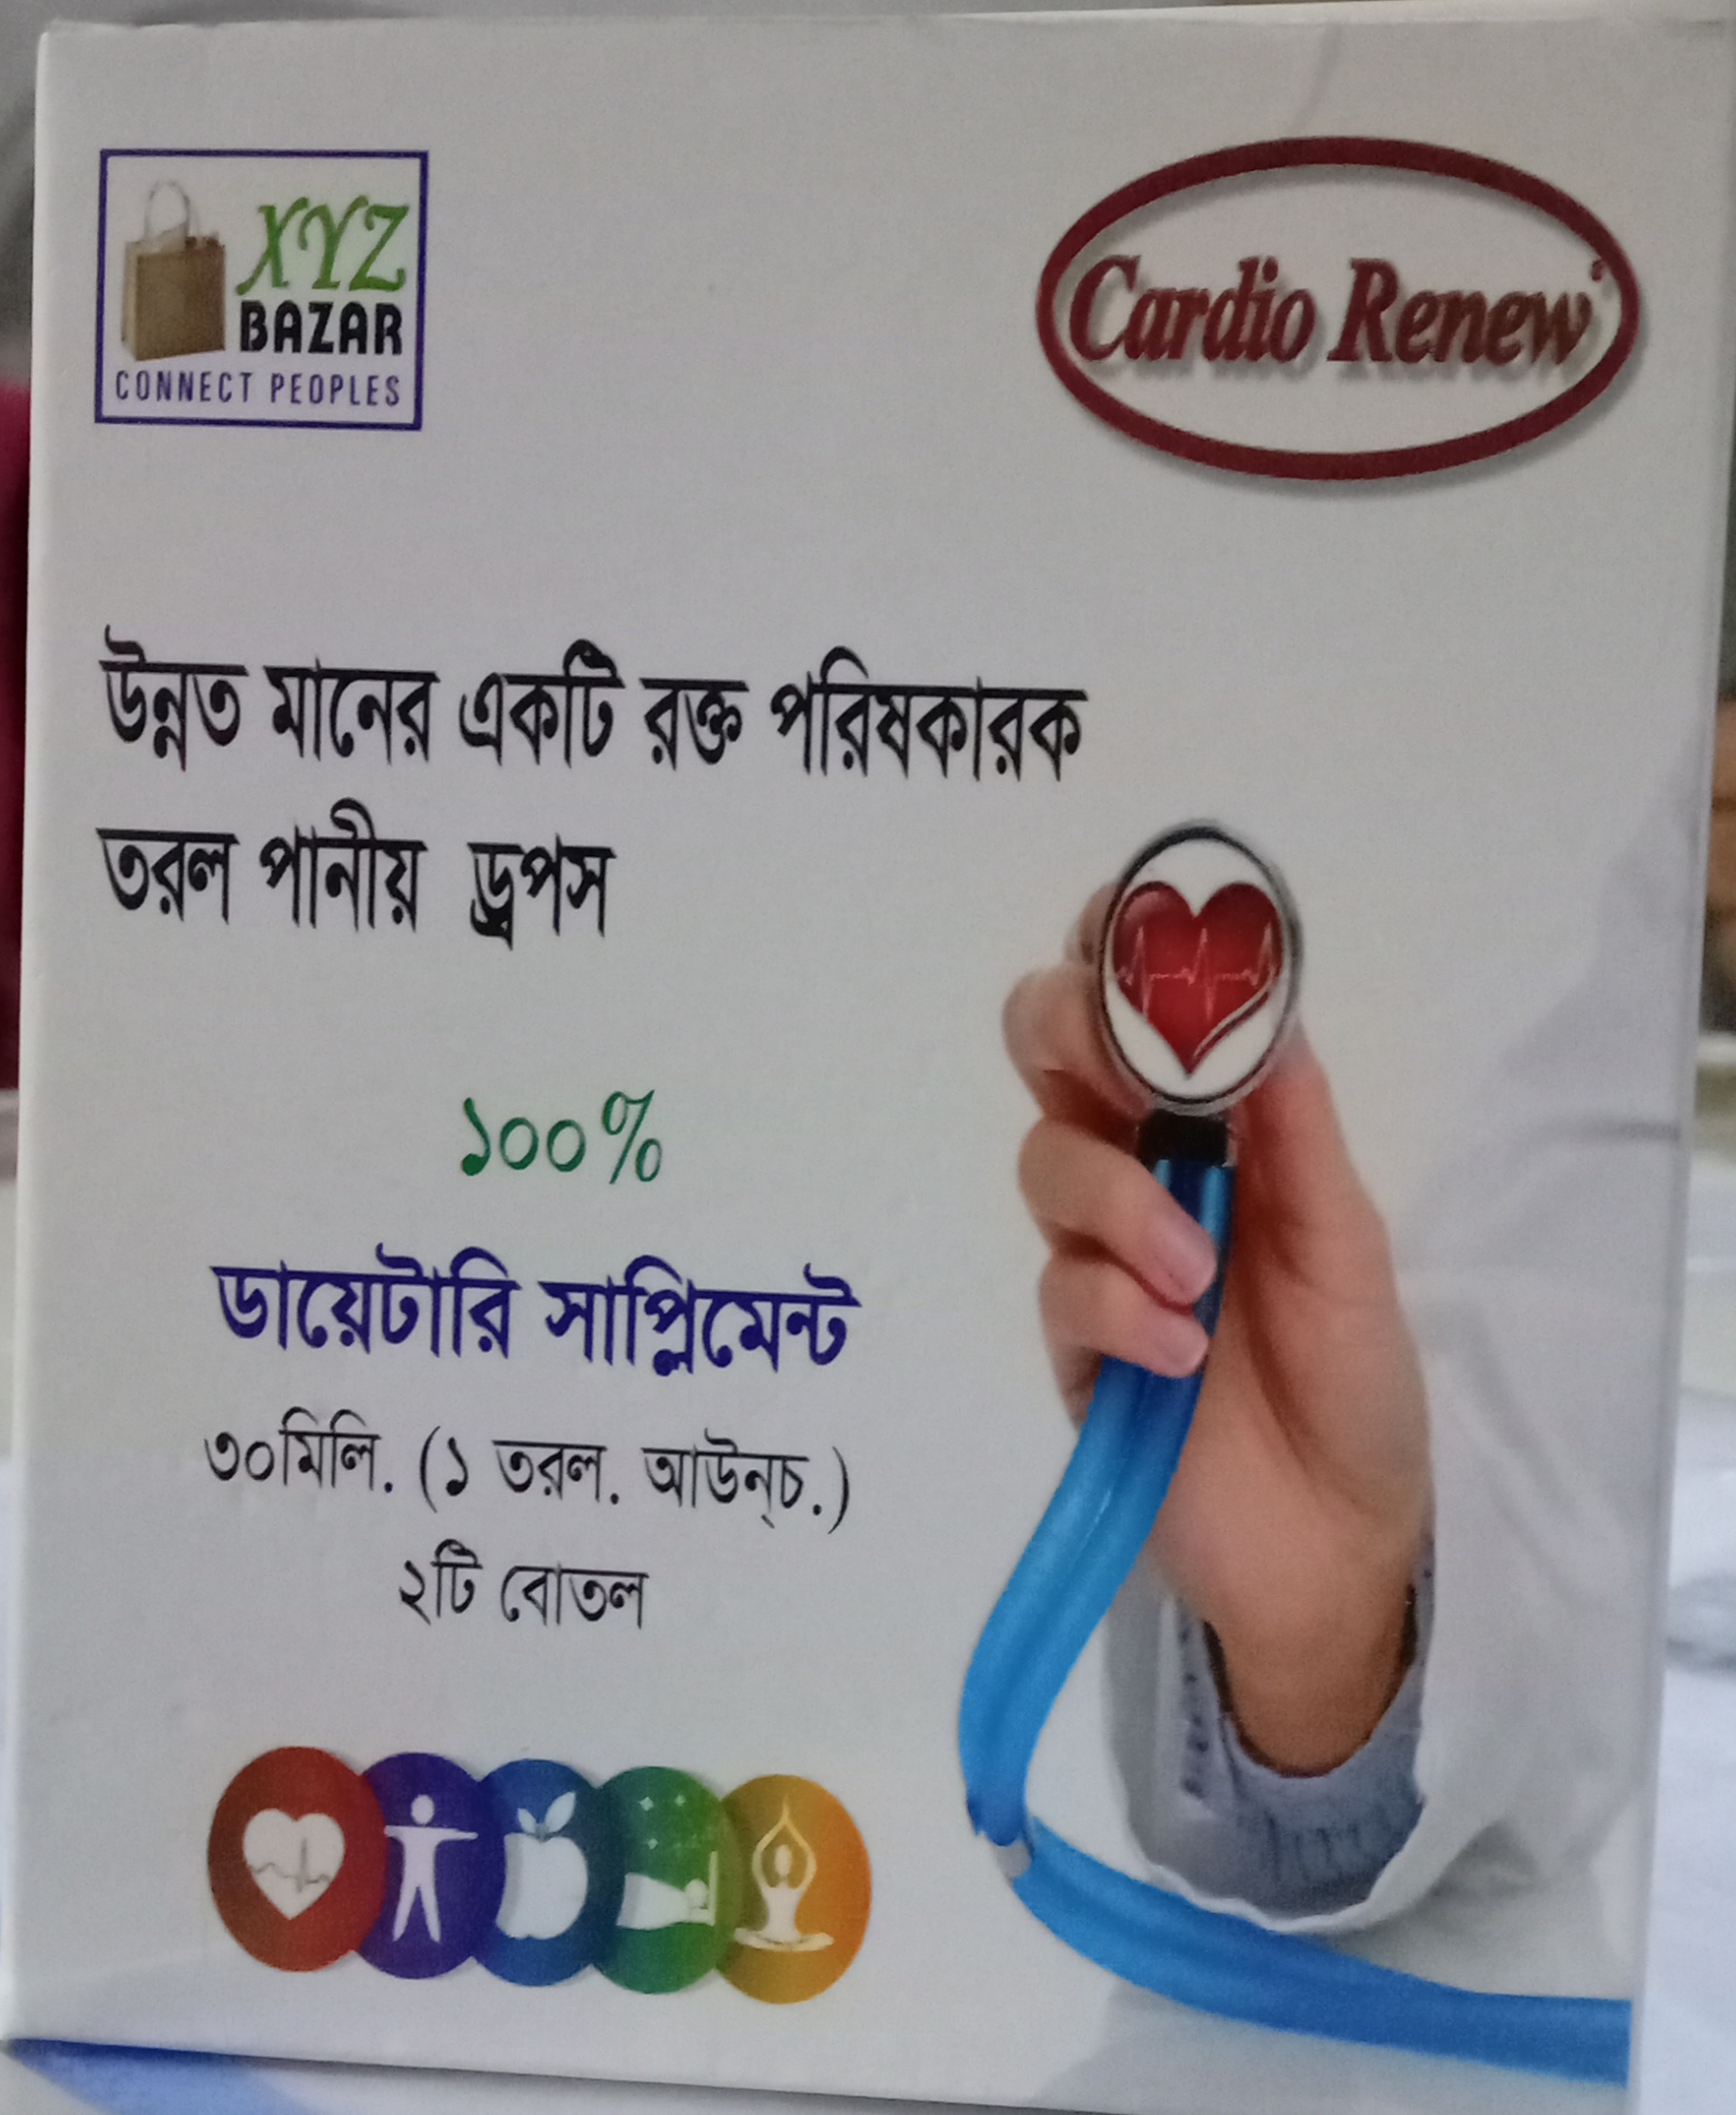 XYZ
BAZAR
CONNECT PEOPLES
Cardio Renew
উন্নত মানের একটি রক্ত পরিষকারক
তরল পানীয় ড্রপস
১০০%
ডায়েটারি সাপ্লিমেন্ট
৩০মিলি. (১ তরল. আউন্‌চ.)
২টি বোতল